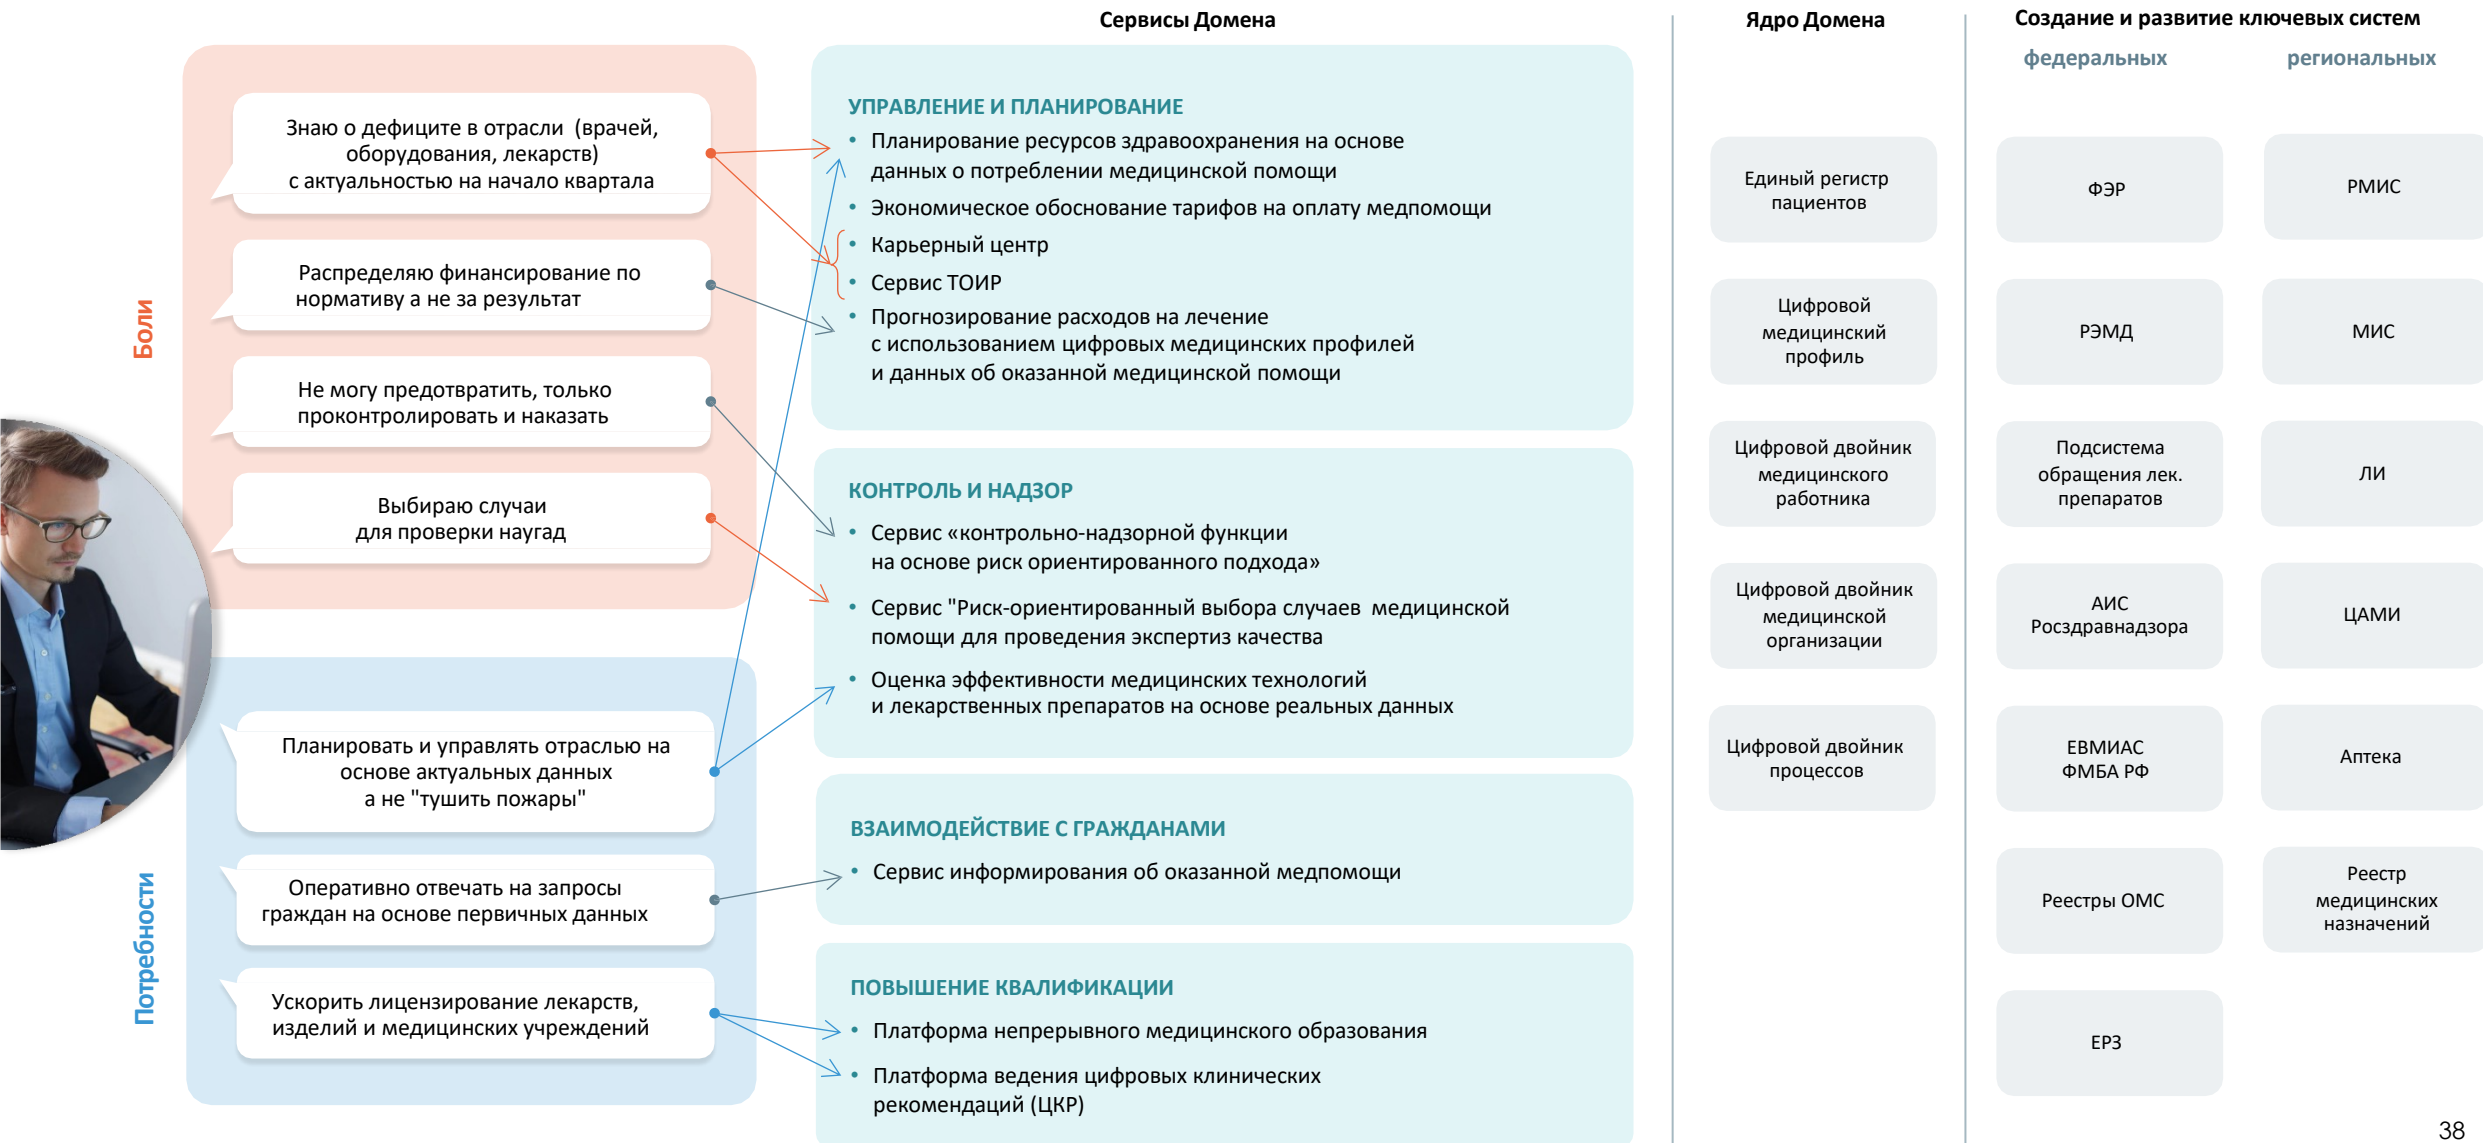 Сервисы Домена
Ядро Домена
Создание и развитие ключевых систем
федеральных
региональных
Боли
Знаю о дефиците в отрасли (врачей,
оборудования, лекарств)
с актуальностью на начало квартала
Распределяю финансирование по
нормативу а не за результат
Не могу предотвратить, только
проконтролировать и наказать
Выбираю случаи
для проверки наугад
Потребности
Планировать и управлять отраслью на
основе актуальных данных
а не "тушить пожары"
Оперативно отвечать на запросы
граждан на основе первичных данных
Ускорить лицензирование лекарств,
изделий и медицинских учреждений
УПРАВЛЕНИЕ И ПЛАНИРОВАНИЕ
• Планирование ресурсов здравоохранения на основе
данных о потреблении медицинской помощи
• Экономическое обоснование тарифов на оплату медпомощи
• Карьерный центр
• Сервис ТОИР
• Прогнозирование расходов на лечение
с использованием цифровых медицинских профилей
и данных об оказанной медицинской помощи
КОНТРОЛЬ И НАДЗОР
• Сервис «контрольно-надзорной функции
на основе риск ориентированного подхода»
• Сервис "Риск-ориентированный выбора случаев медицинской
помощи для проведения экспертиз качества
• Оценка эффективности медицинских технологий
и лекарственных препаратов на основе реальных данных
ВЗАИМОДЕЙСТВИЕ С ГРАЖДАНАМИ
• Сервис информирования об оказанной медпомощи
ПОВЫШЕНИЕ КВАЛИФИКАЦИИ
• Платформа непрерывного медицинского образования
• Платформа ведения цифровых клинических
рекомендаций (ЦКР)
Единый регистр
пациентов
Цифровой
медицинский
профиль
Цифровой двойник
медицинского
работника
Цифровой двойник
медицинской
организации
Цифровой двойник
процессов
ФЭР
РЭМД
Подсистема
обращения лек.
препаратов
АИС
Росздравнадзора
ЕВМИАС
ФМБА РФ
Реестры ОМС
ЕРЗ
РМИС
МИС
ЛИ
ЦАМИ
Аптека
Реестр
медицинских
назначений
38